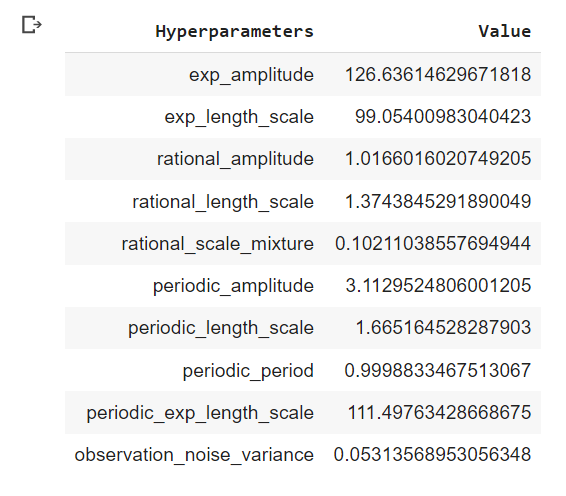 Hyperparameters Value
exp_amplitude 126.63614629671818
exp_length_scale 99.05400983040423
rational_amplitude 1.0166016020749205
rational_length_scale 1.3743845291890049
rational_scale_mixture 0.10211038557694944
periodic_amplitude 3.1129524806001205
periodic_length_scale 1.665164528287903
periodic_period 0.9998833467513067
periodic_exp_length_scale 111.49763428668675
observation_noise_variance 0.05313568953056348